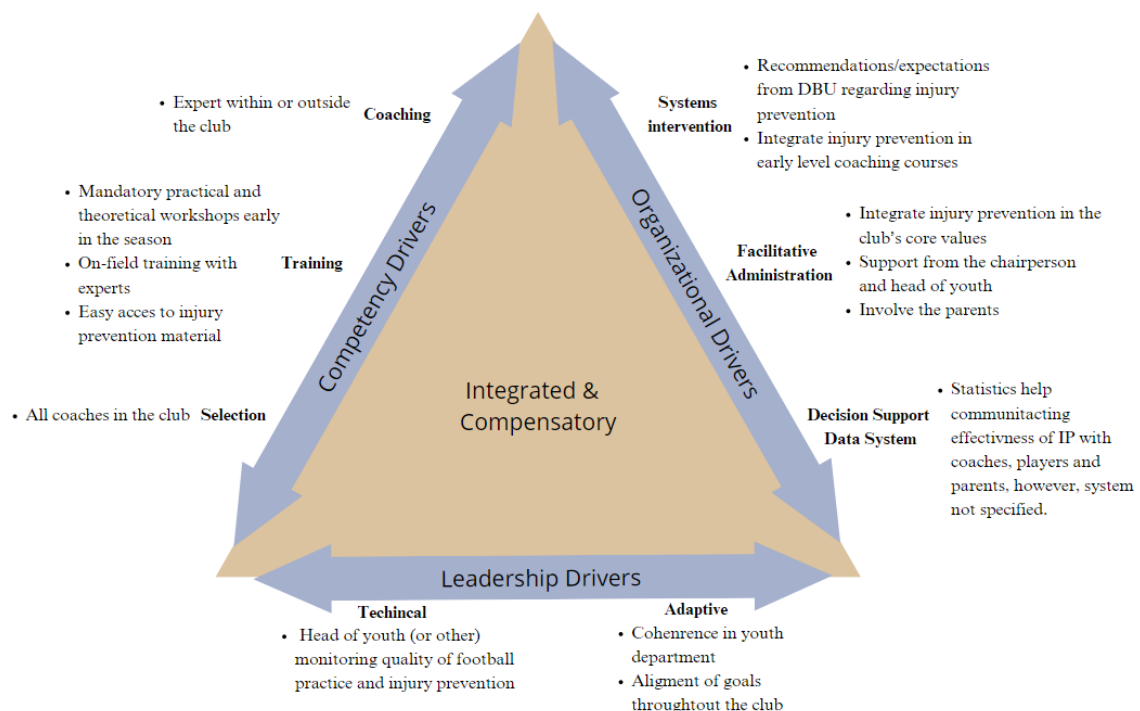 • Expert within or outside
the club
Coaching
• Mandatory practical and
theoretical workshops early
in the season
• On-field training with
experts
• Easy acces to injury
prevention material
Training
• All coaches in the club
Selection
Competency Drivers
Systems
intervention
• Recommendations/expectations
from DBU regarding injury
prevention
• Integrate injury prevention in
early level coaching courses
Organizational Drivers
Facilitative
Administration
• Integrate injury prevention in the
club's core values
• Support from the chairperson
and head of youth
• Involve the parents
Decision Support
Data System
• Statistics help
communitacting
effectivness of IP with
coaches, players and
parents, however, system
not specified.
Integrated &
Compensatory
Leadership Drivers
Techincal
• Head of youth (or other)
monitoring quality of football
practice and injury prevention
Adaptive
• Cohenrence in youth
department
• Aligment of goals
throughtout the club